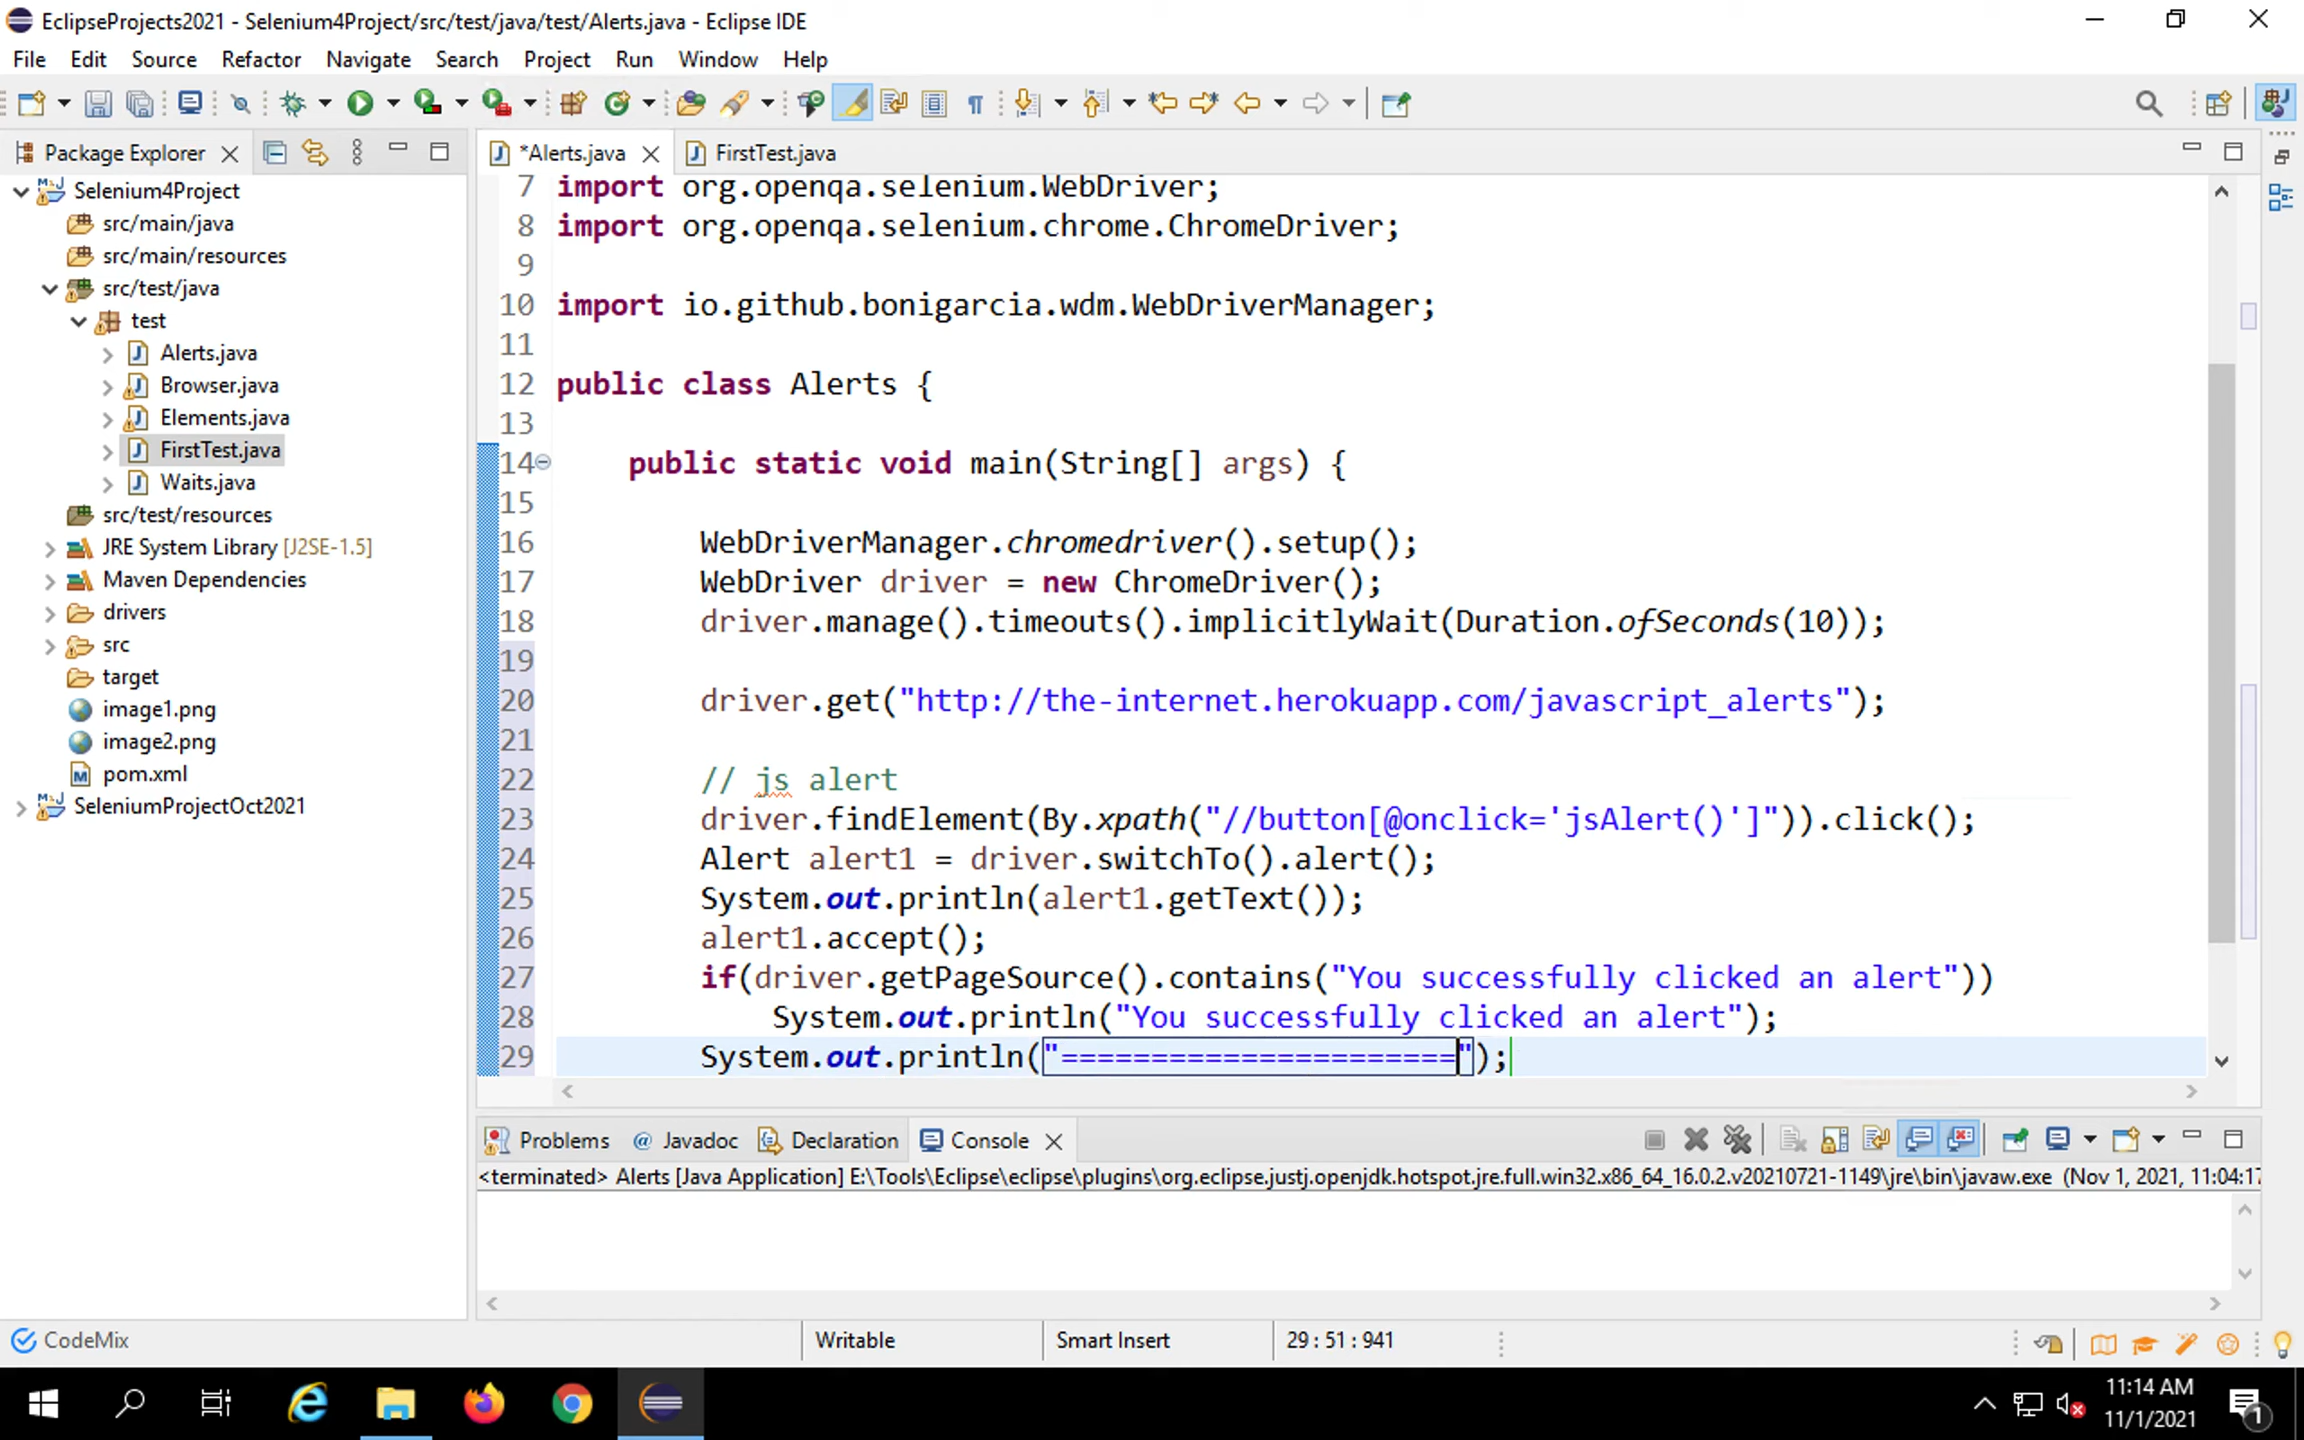 EclipseProjects2021 - Selenium4Project/src/test/java/test/Alerts.java - Eclipse IDE
File Edit Source Refactor Navigate Search Project Run Window Help
Package Explorer
*Alerts.java FirstTest.java
Selenium4Project
src/main/java
src/main/resources
src/test/java
test
Alerts.java
Browser.java
Elements.java
FirstTest.java
Waits.java
src/test/resources
JRE System Library [J2SE-1.5]
Maven Dependencies
drivers
src
target
image1.png
image2.png
pom.xml
SeleniumProjectOct2021
7 import org.openqa.selenium.WebDriver;
8 import org.openqa.selenium.chrome.ChromeDriver;
9
10 import io.github.bonigarcia.wdm.WebDriverManager;
11
12 public class Alerts {
13
14 public static void main(String[] args) {
15
16 WebDriverManager.chromedriver().setup();
17 WebDriver driver = new ChromeDriver();
18 driver.manage().timeouts().implicitlyWait(Duration.ofSeconds(10));
19
20 driver.get("http://the-internet.herokuapp.com/javascript_alerts");
21
22 // js alert
23 driver.findElement(By.xpath("//button[@onclick='jsAlert()']")).click();
24 Alert alert1 = driver.switchTo().alert();
25 System.out.println(alert1.getText());
26 alert1.accept();
27 if(driver.getPageSource().contains("You successfully clicked an alert"))
28 System.out.println("You successfully clicked an alert");
29 System.out.println("======================");
Problems @ Javadoc Declaration Console
<terminated> Alerts [Java Application] E:\Tools\Eclipse\eclipse\plugins\org.eclipse.justj.openjdk.hotspot.jre.full.win32.x86_64_16.0.2.v20210721-1149\jre\bin\javaw.exe (Nov 1, 2021, 11:04:17
CodeMix Writable Smart Insert 29 : 51 : 941
11:14 AM
11/1/2021
1